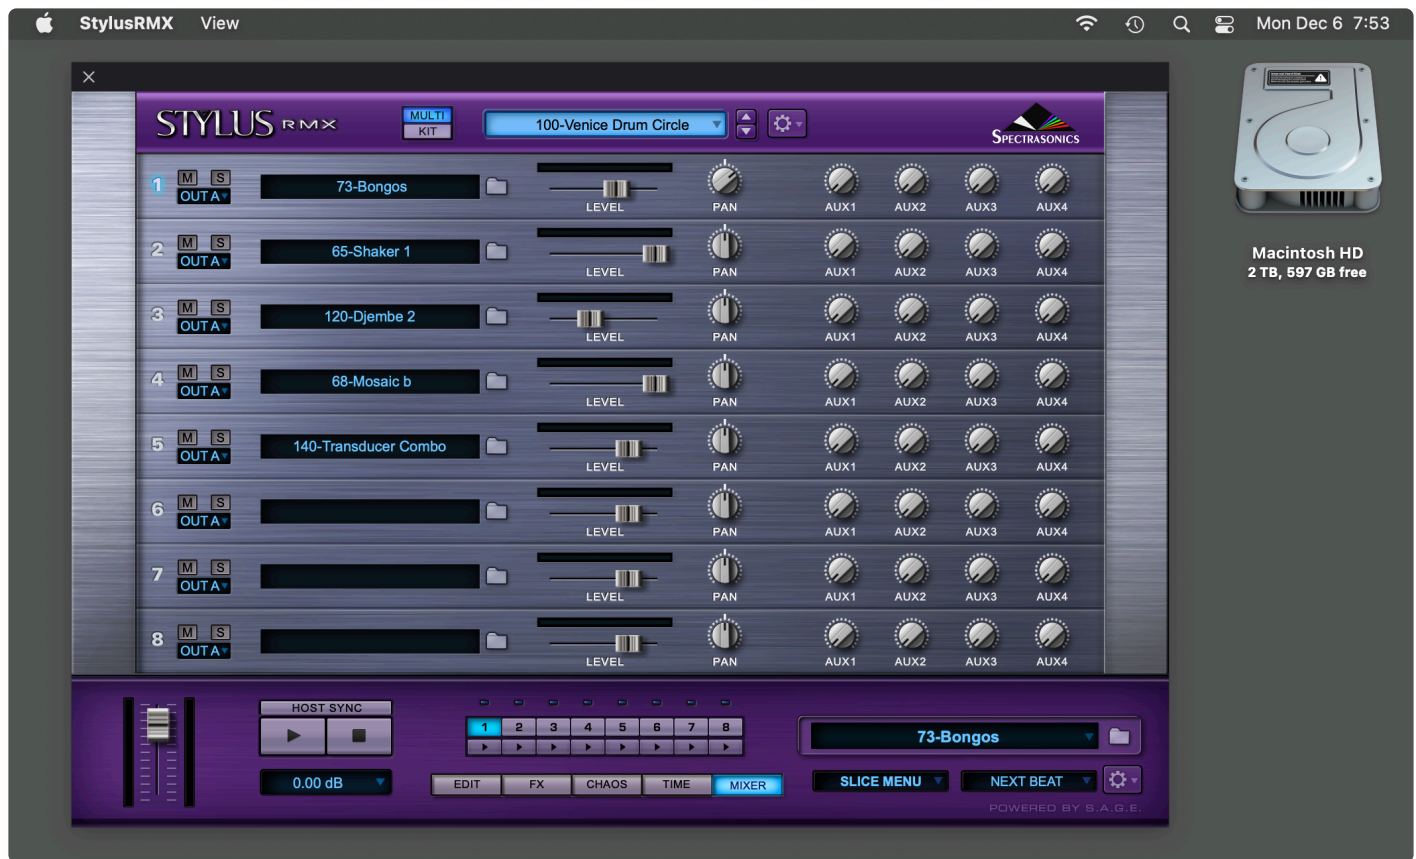 StylusRMX View Mon Dec 6 7:53
STYLUS RMX
MULTI
KIT
100-Venice Drum Circle
SPECTRASONICS
1 M S
OUT A
73-Bongos
LEVEL PAN AUX1 AUX2 AUX3 AUX4
2 M S
OUT A
65-Shaker 1
LEVEL PAN AUX1 AUX2 AUX3 AUX4
3 M S
OUT A
120-Djembe 2
LEVEL PAN AUX1 AUX2 AUX3 AUX4
4 M S
OUT A
68-Mosaic b
LEVEL PAN AUX1 AUX2 AUX3 AUX4
5 M S
OUT A
140-Transducer Combo
LEVEL PAN AUX1 AUX2 AUX3 AUX4
6 M S
OUT A
LEVEL PAN AUX1 AUX2 AUX3 AUX4
7 M S
OUT A
LEVEL PAN AUX1 AUX2 AUX3 AUX4
8 M S
OUT A
LEVEL PAN AUX1 AUX2 AUX3 AUX4
HOST SYNC
0.00 dB
1 2 3 4 5 6 7 8
EDIT FX CHAOS TIME MIXER
73-Bongos
SLICE MENU NEXT BEAT
POWERED BY S.A.G.E.
Macintosh HD
2 TB, 597 GB free